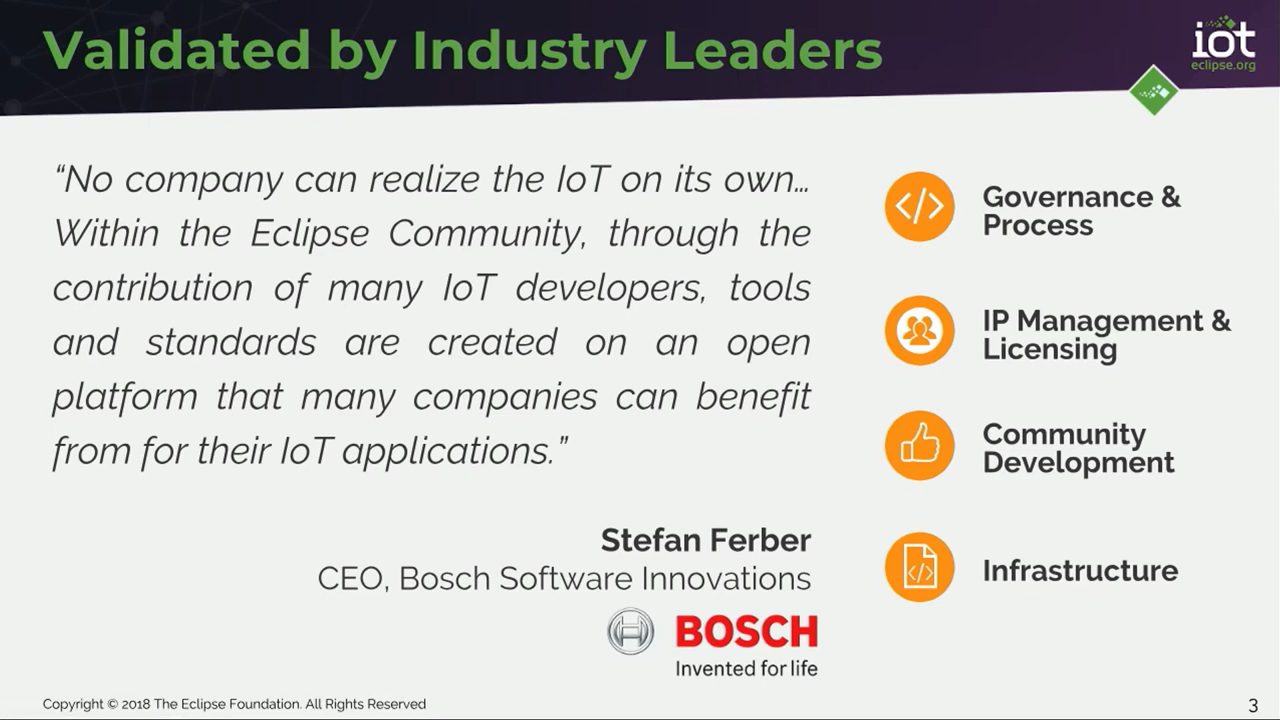 Validated by Industry Leaders
iot
eclipse.org
“No company can realize the IoT on its own…
Within the Eclipse Community, through the
contribution of many IoT developers, tools
and standards are created on an open
platform that many companies can benefit
from for their IoT applications.”
Stefan Ferber
CEO, Bosch Software Innovations
BOSCH
Invented for life
</> Governance &
Process
IP Management &
Licensing
Community
Development
</> Infrastructure
Copyright © 2018 The Eclipse Foundation. All Rights Reserved
3